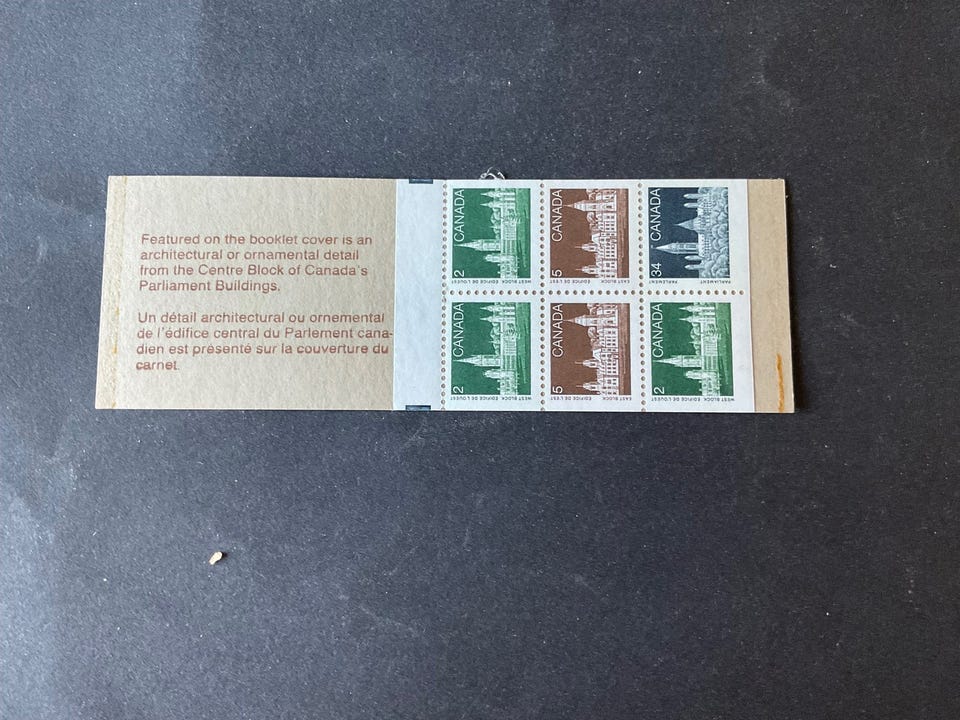 Featured on the booklet cover is an
architectural or ornamental detail
from the Centre Block of Canada's
Parliament Buildings.
Un détail architectural ou ornemental
de l'édifice central du Parlement cana-
dien est présenté sur la couverture du
carnet.
2 CANADA
WEST BLOCK ÉDIFICE DE L'OUEST
5 CANADA
EAST BLOCK ÉDIFICE DE L'EST
34 CANADA
PARLIAMENT PARLEMENT
2 CANADA
WEST BLOCK ÉDIFICE DE L'OUEST
5 CANADA
EAST BLOCK ÉDIFICE DE L'EST
2 CANADA
WEST BLOCK ÉDIFICE DE L'OUEST